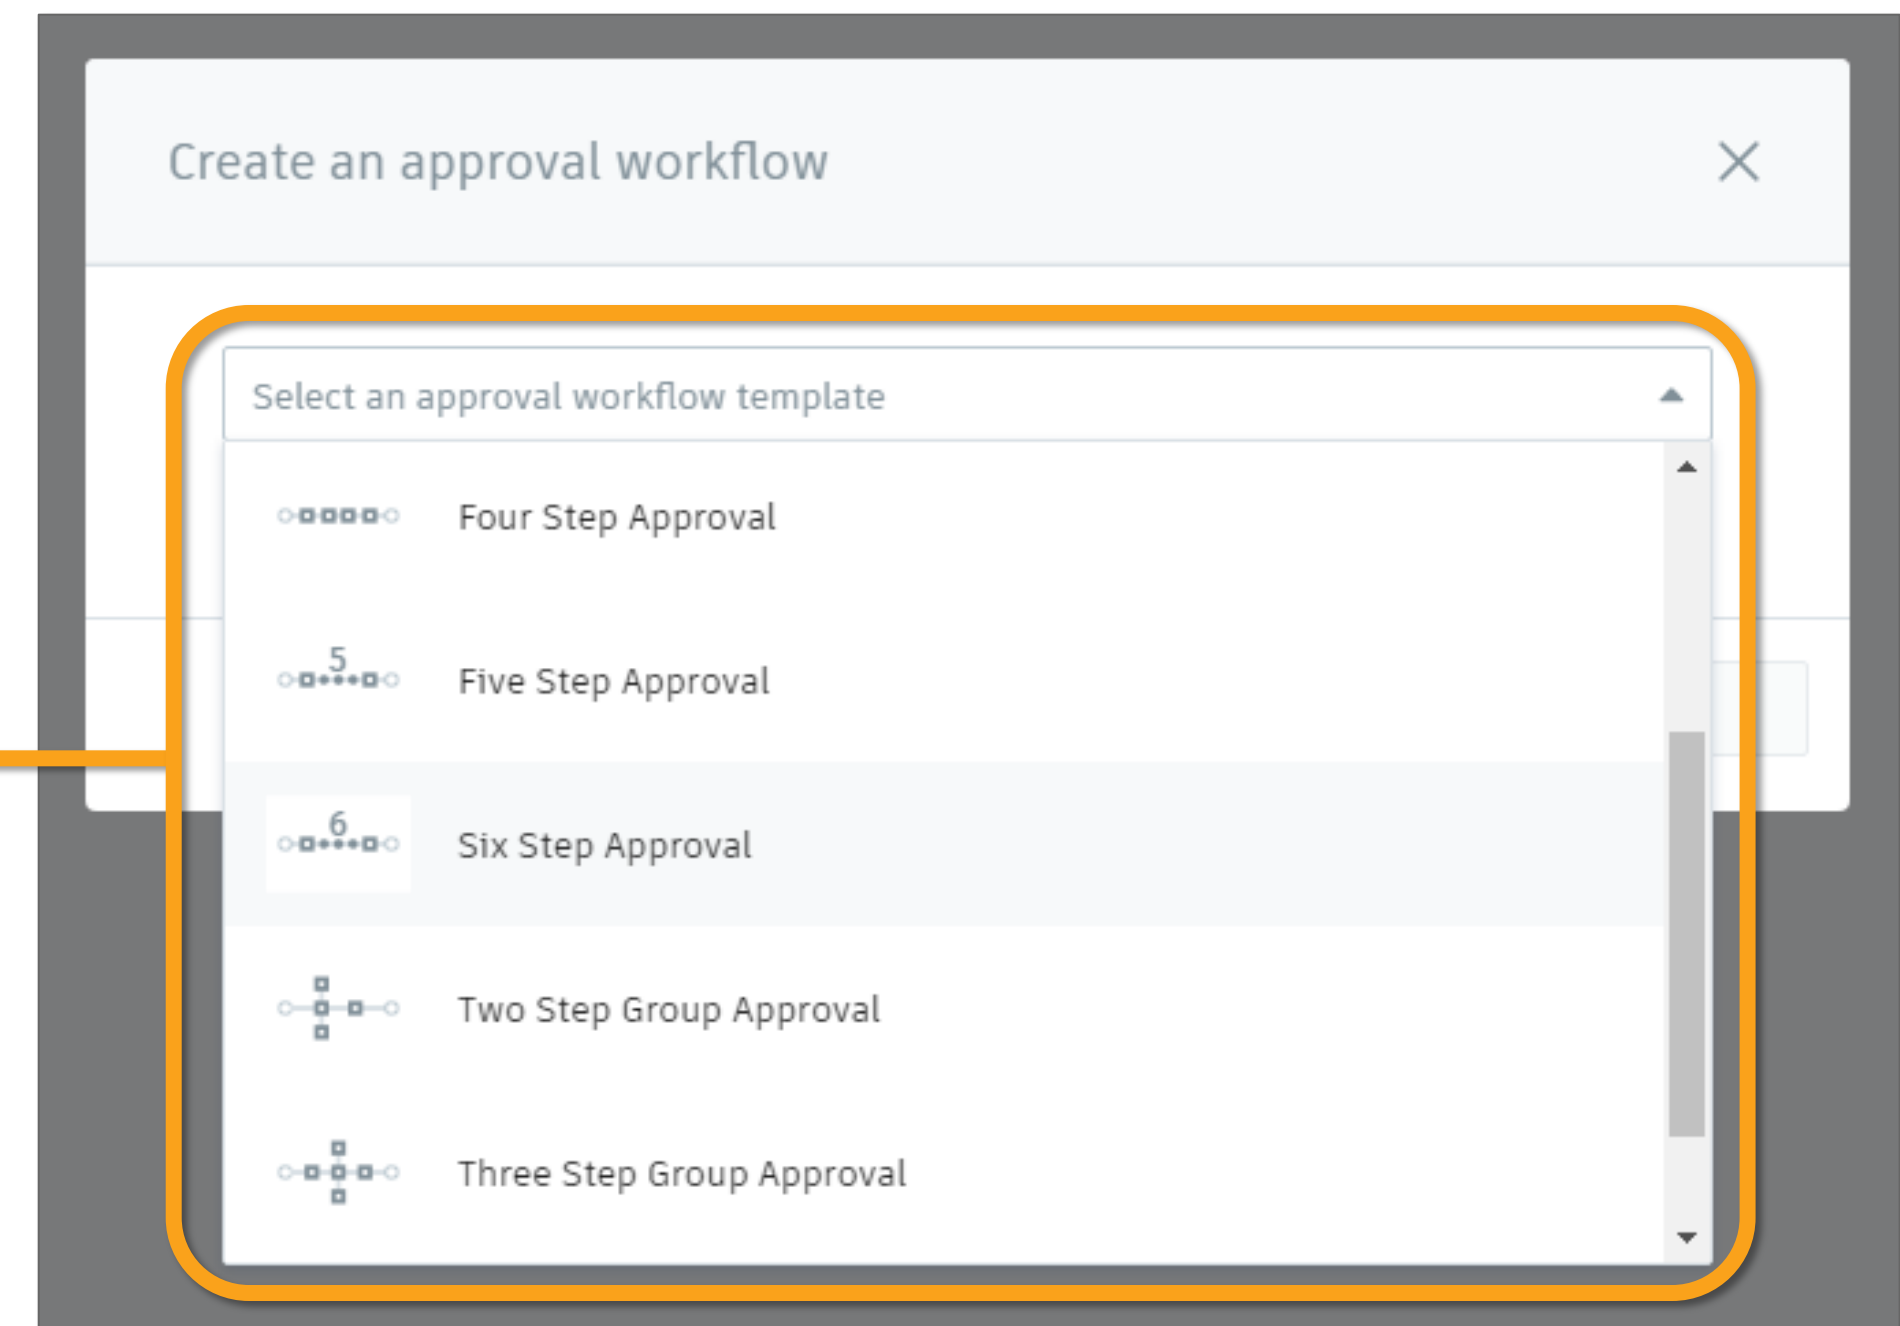 Create an approval workflow
Select an approval workflow template
Four Step Approval
5
Five Step Approval
6
Six Step Approval
Two Step Group Approval
Three Step Group Approval